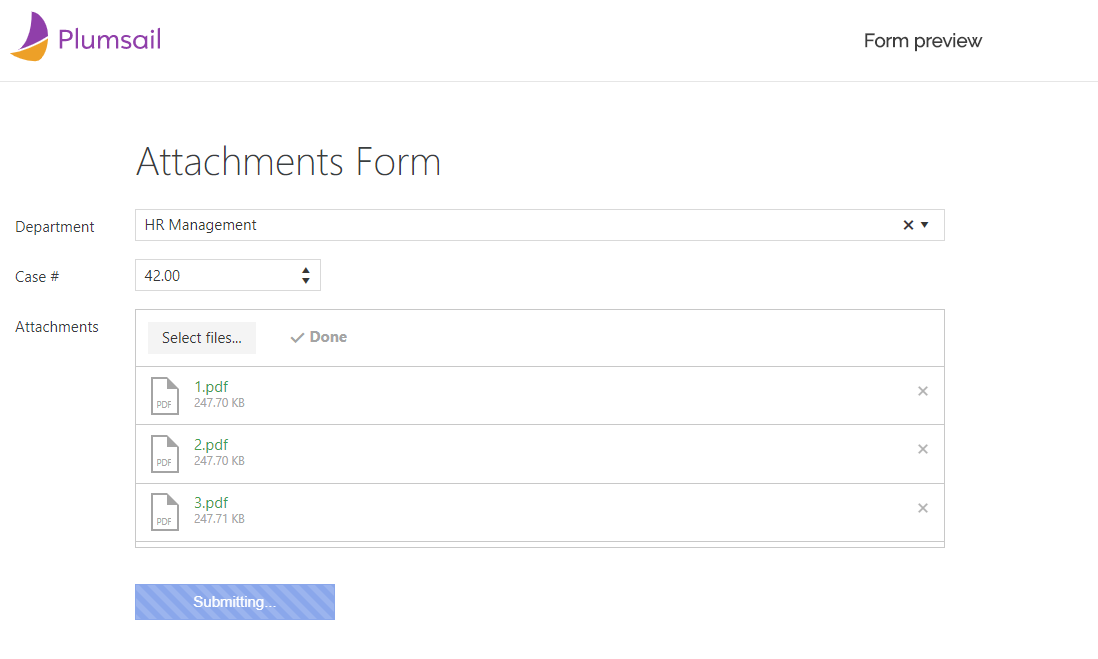 Plumsail
Form preview
Attachments Form
Department
HR Management
Case #
42.00
Attachments
Select files...
Done
PDF
1.pdf
247.70 KB
PDF
2.pdf
247.70 KB
PDF
3.pdf
247.71 KB
Submitting...